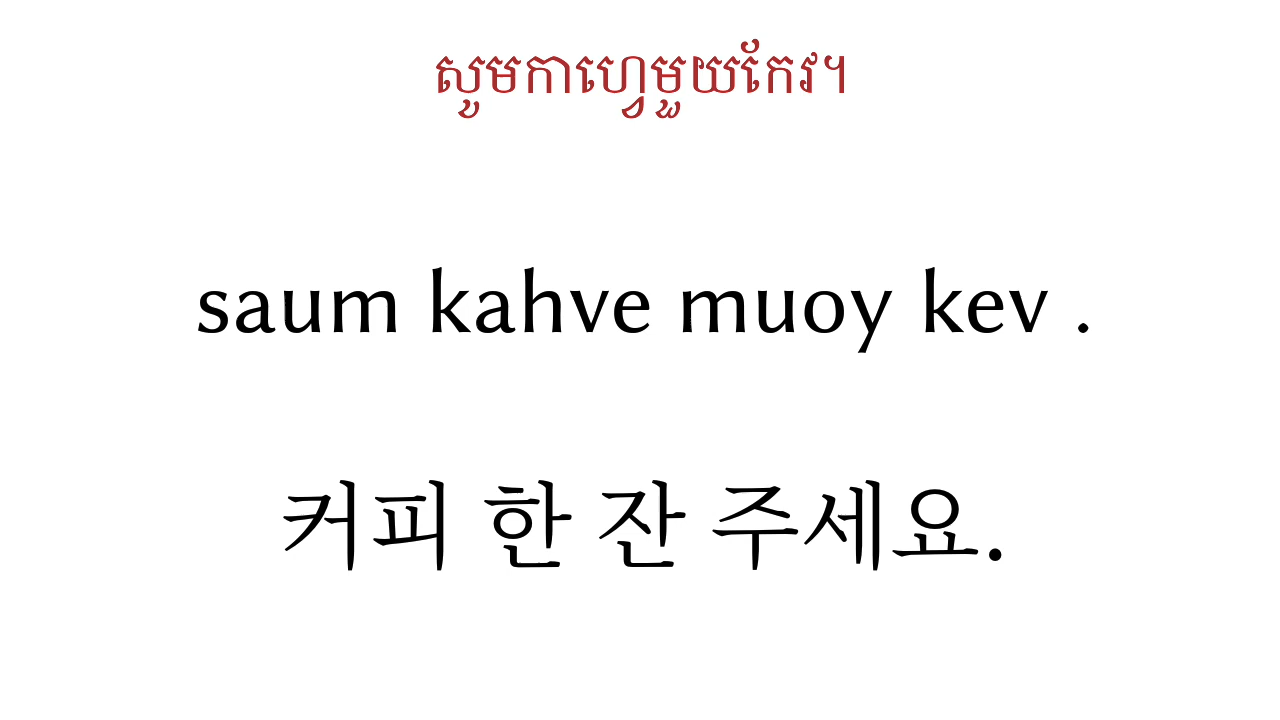 សូមកាហ្វេមួយកែវ។
saum kahve muoy kev .
커피 한 잔 주세요.